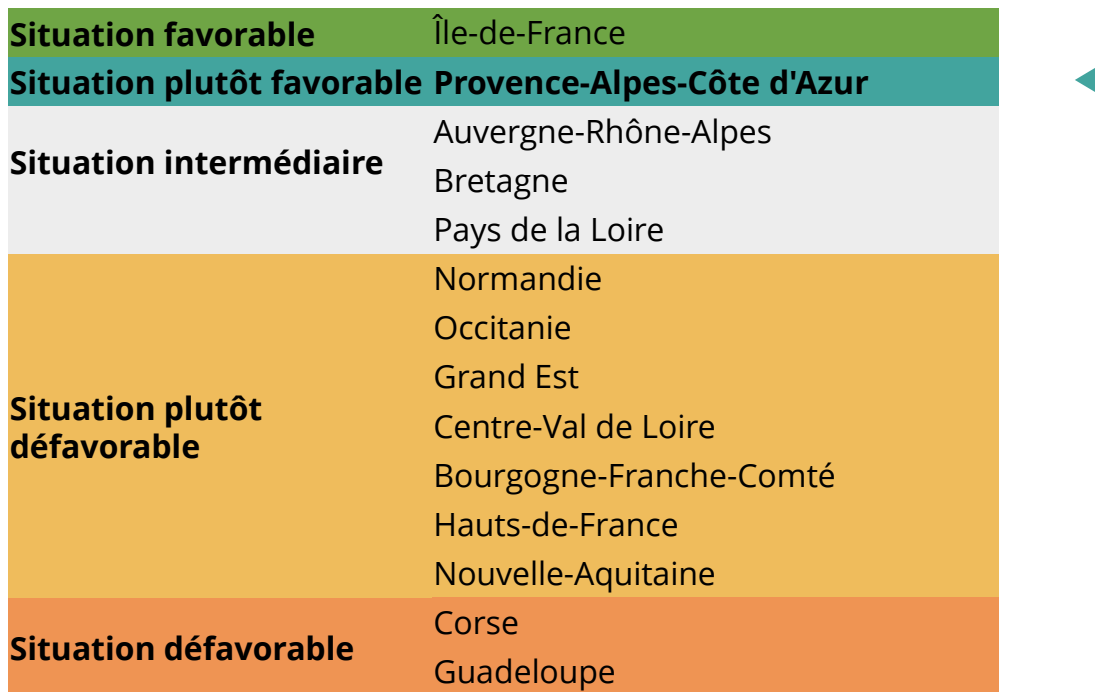 Situation favorable Île-de-France
Situation plutôt favorable Provence-Alpes-Côte d'Azur
Situation intermédiaire
Auvergne-Rhône-Alpes
Bretagne
Pays de la Loire
Situation plutôt
défavorable
Normandie
Occitanie
Grand Est
Centre-Val de Loire
Bourgogne-Franche-Comté
Hauts-de-France
Nouvelle-Aquitaine
Situation défavorable
Corse
Guadeloupe